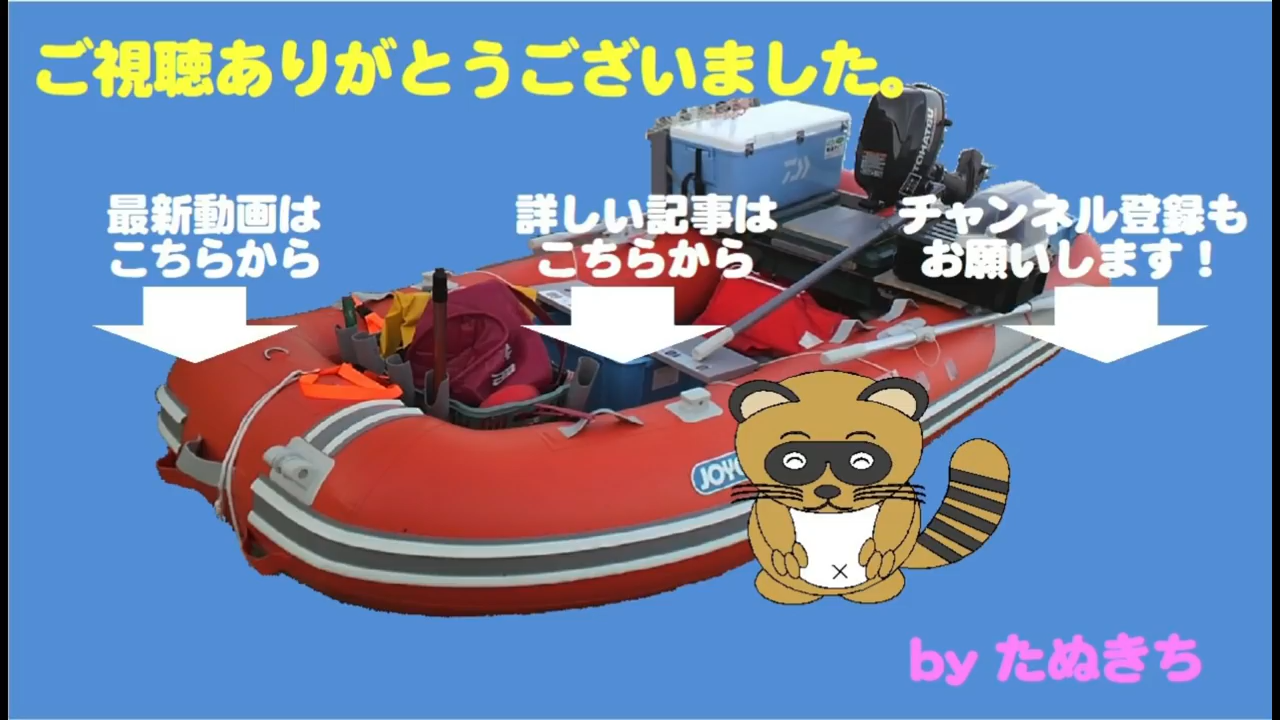 ご視聴ありがとうございました。
TOHATSU
最新動画は
こちらから
詳しい記事は
こちらから
チャンネル登録も
お願いします！
JOYC
by たぬきち